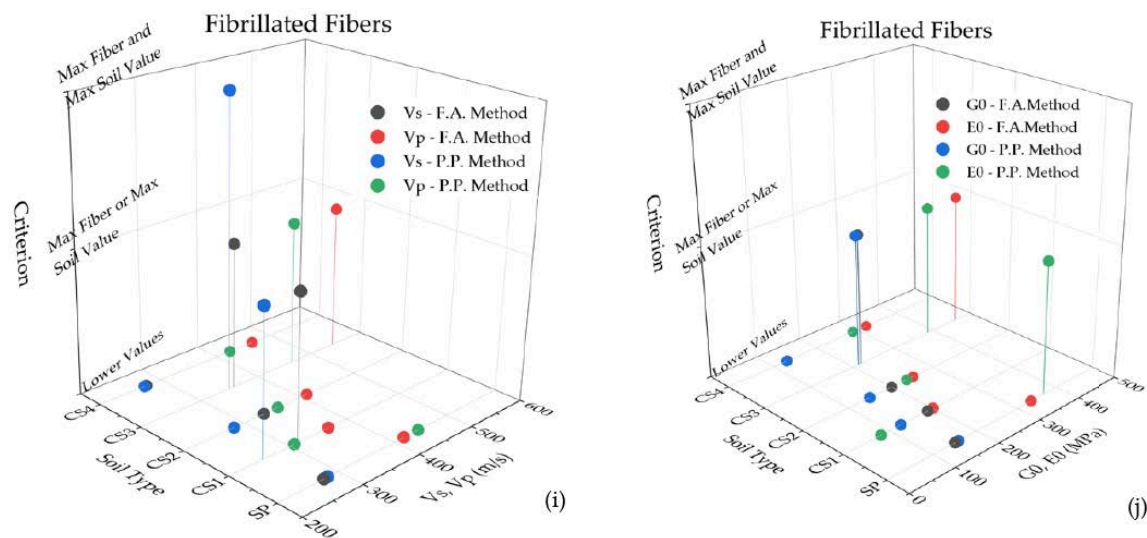 Fibrillated Fibers
Max Fiber and
Max Soil Value
Vs - F.A. Method
Vp - F.A. Method
Vs - P.P. Method
Vp - P.P. Method
Max Fiber or Max
Soil Value
Criterion
Lower Values
CS4
CS3
CS2
CS1
SP
Soil Type
200
300
400
500
600
Vs, Vp (m/s)
(i)
Fibrillated Fibers
Max Fiber and
Max Soil Value
G0 - F.A.Method
E0 - F.A.Method
G0 - P.P. Method
E0 - P.P. Method
Max Fiber or Max
Soil Value
Criterion
Lower Values
CS4
CS3
CS2
CS1
SP
Soil Type
0
100
200
300
400
500
G0, E0 (MPa)
(j)